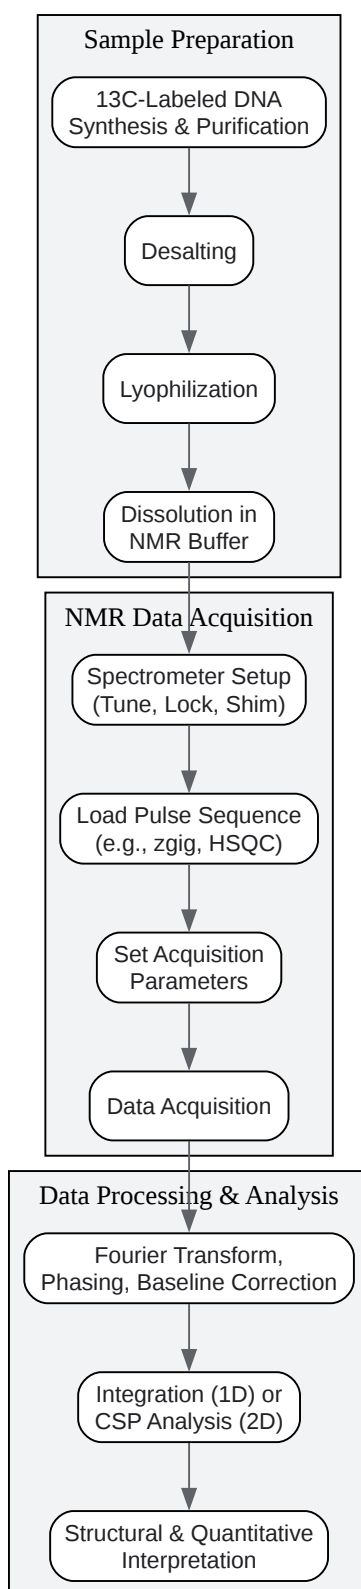 Sample Preparation
13C-Labeled DNA
Synthesis & Purification
Desalting
Lyophilization
Dissolution in
NMR Buffer
NMR Data Acquisition
Spectrometer Setup
(Tune, Lock, Shim)
Load Pulse Sequence
(e.g., zgig, HSQC)
Set Acquisition
Parameters
Data Acquisition
Data Processing & Analysis
Fourier Transform,
Phasing, Baseline Correction
Integration (1D) or
CSP Analysis (2D)
Structural & Quantitative
Interpretation